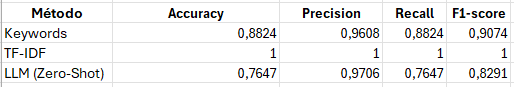 Método Accuracy Precision Recall F1-score
Keywords 0,8824 0,9608 0,8824 0,9074
TF-IDF 1 1 1 1
LLM (Zero-Shot) 0,7647 0,9706 0,7647 0,8291